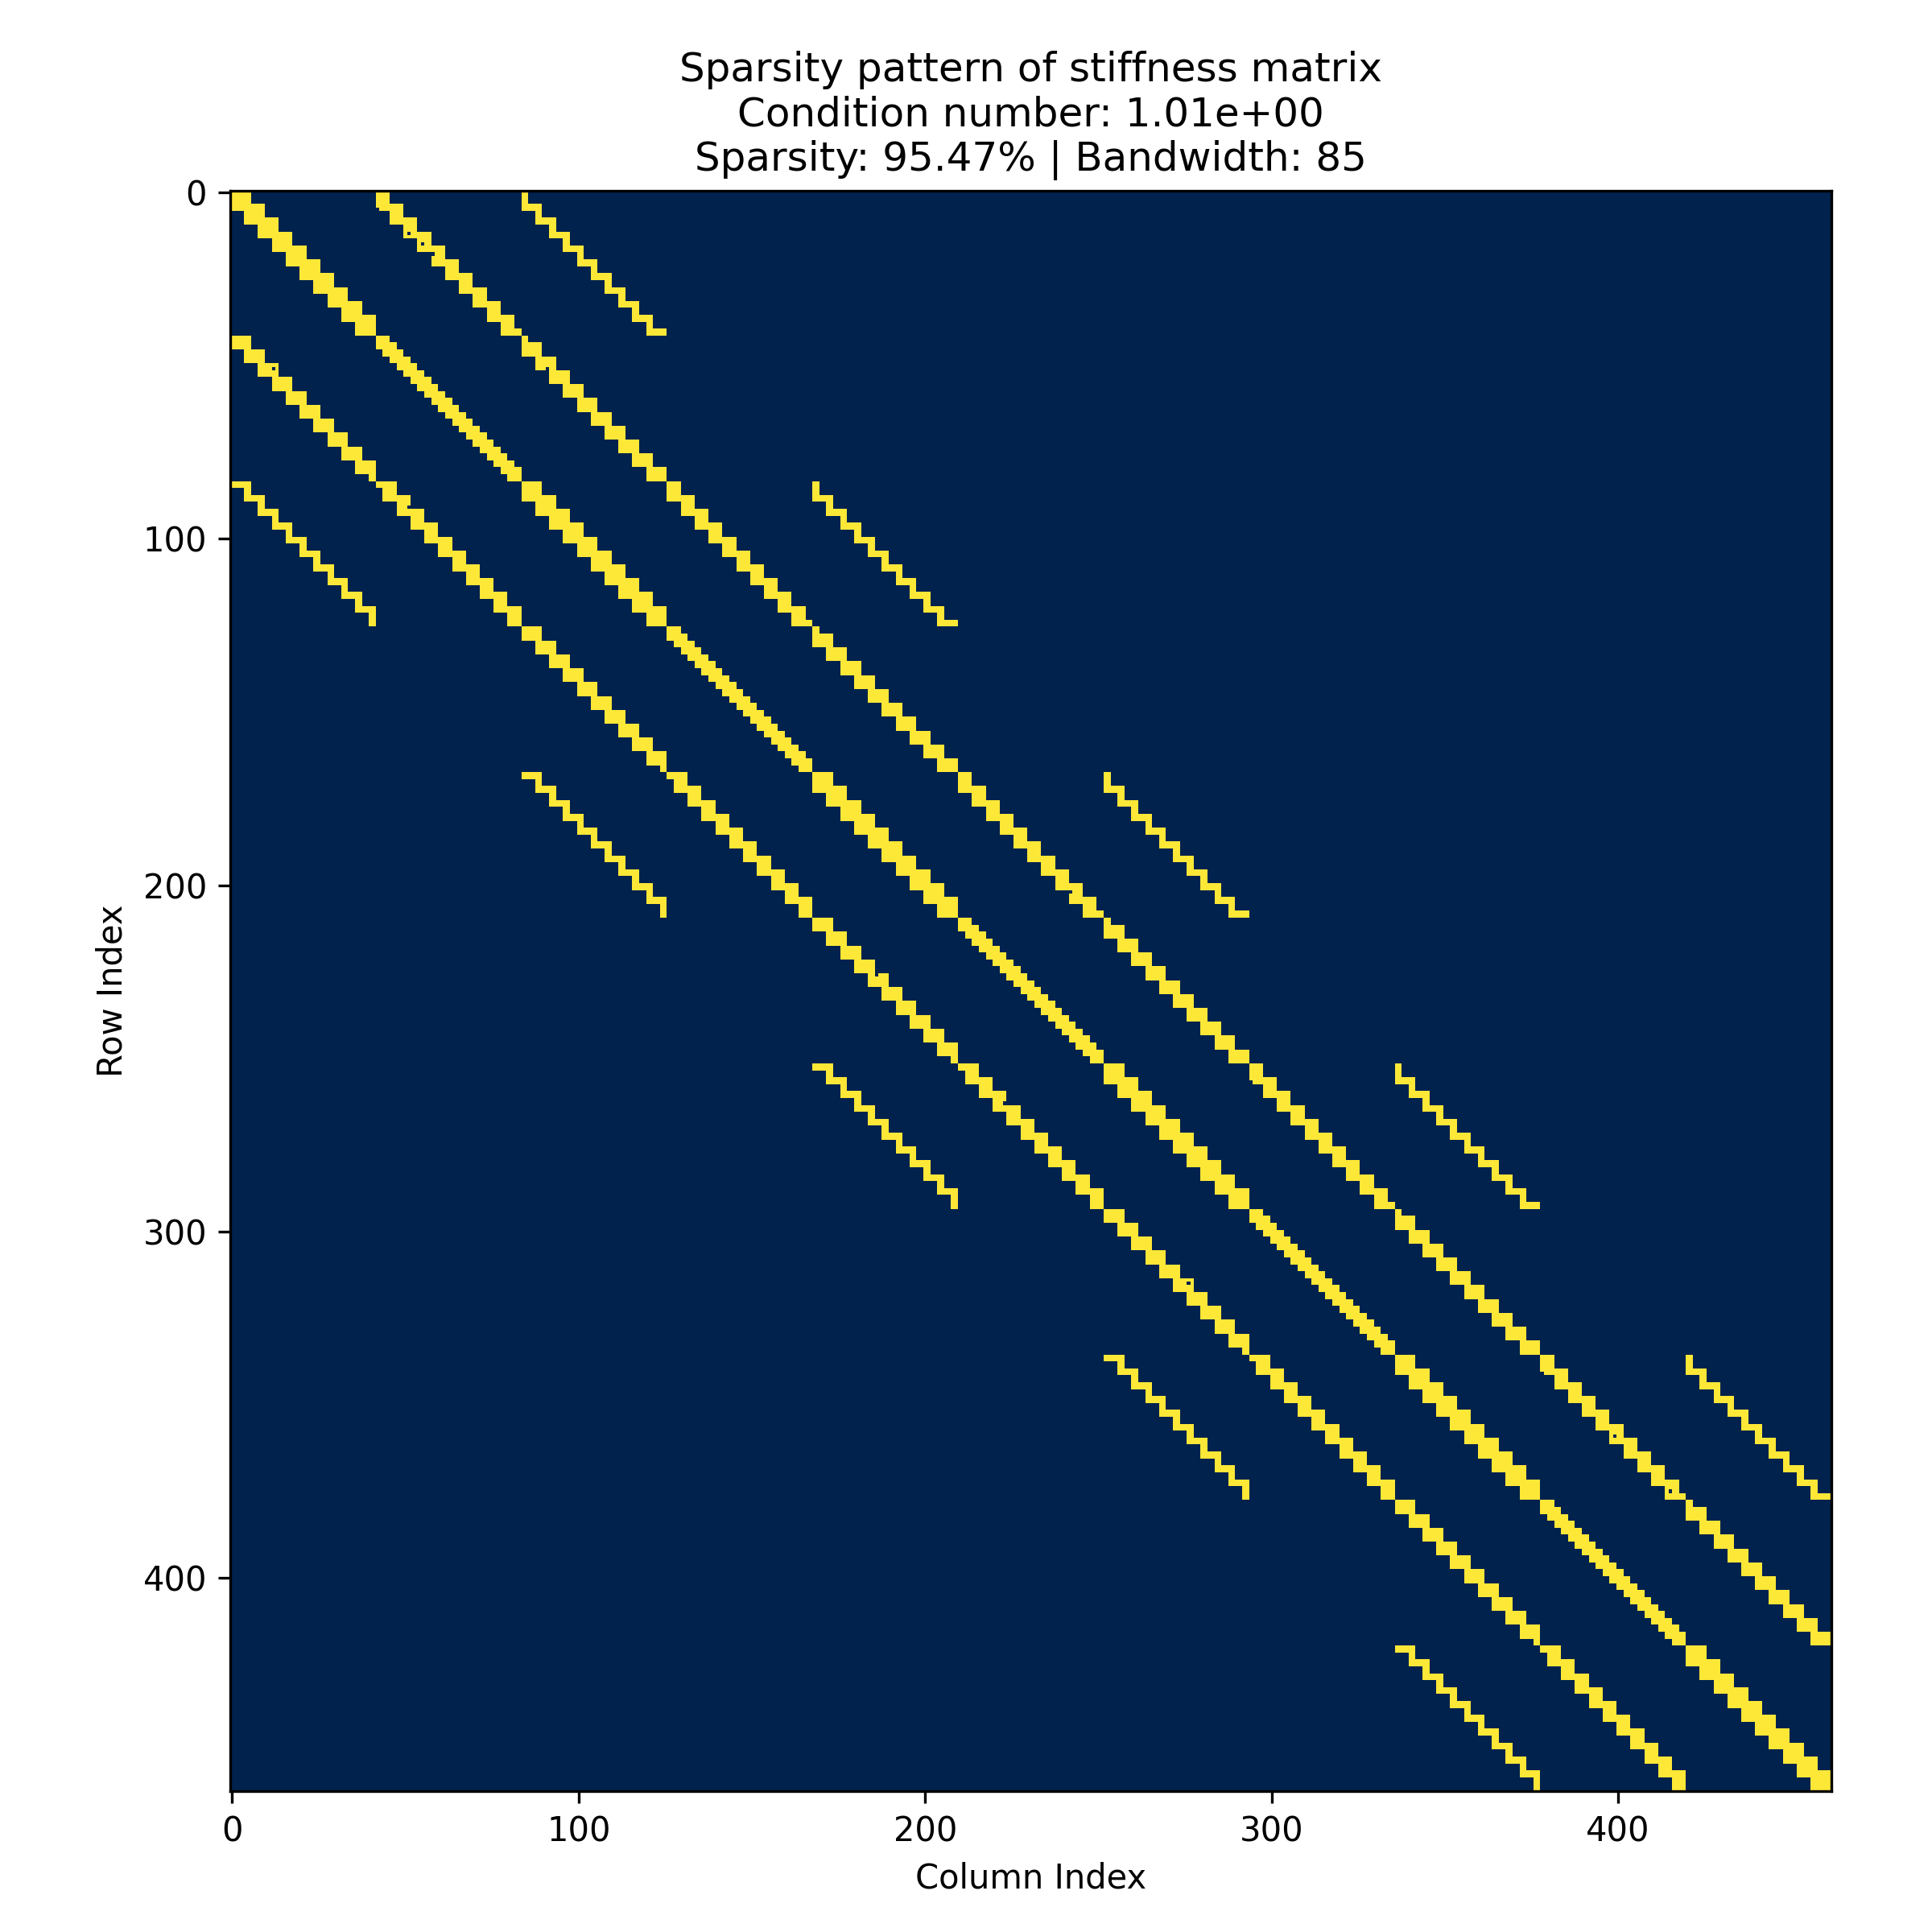 Sparsity pattern of stiffness matrix
Condition number: 1.01e+00
Sparsity: 95.47% | Bandwidth: 85
0
100
200
300
400
Row Index
0 100 200 300 400
Column Index